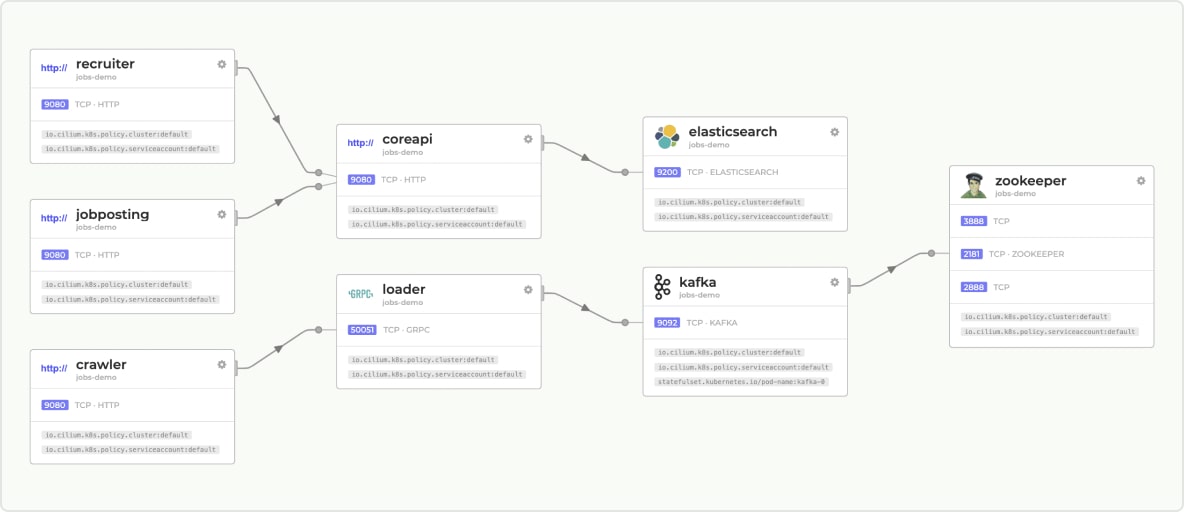 http:// recruiter
jobs-demo
9080 TCP · HTTP
io.cilium.k8s.policy.cluster:default
io.cilium.k8s.policy.serviceaccount:default
http:// jobposting
jobs-demo
9080 TCP · HTTP
io.cilium.k8s.policy.cluster:default
io.cilium.k8s.policy.serviceaccount:default
http:// crawler
jobs-demo
9080 TCP · HTTP
io.cilium.k8s.policy.cluster:default
io.cilium.k8s.policy.serviceaccount:default
http:// coreapi
jobs-demo
9080 TCP · HTTP
io.cilium.k8s.policy.cluster:default
io.cilium.k8s.policy.serviceaccount:default
GRPC loader
jobs-demo
50051 TCP · GRPC
io.cilium.k8s.policy.cluster:default
io.cilium.k8s.policy.serviceaccount:default
elasticsearch
jobs-demo
9200 TCP · ELASTICSEARCH
io.cilium.k8s.policy.cluster:default
io.cilium.k8s.policy.serviceaccount:default
kafka
jobs-demo
9092 TCP · KAFKA
io.cilium.k8s.policy.cluster:default
io.cilium.k8s.policy.serviceaccount:default
statefulset.kubernetes.io/pod-name:kafka-0
zookeeper
jobs-demo
3888 TCP
2181 TCP · ZOOKEEPER
2888 TCP
io.cilium.k8s.policy.cluster:default
io.cilium.k8s.policy.serviceaccount:default